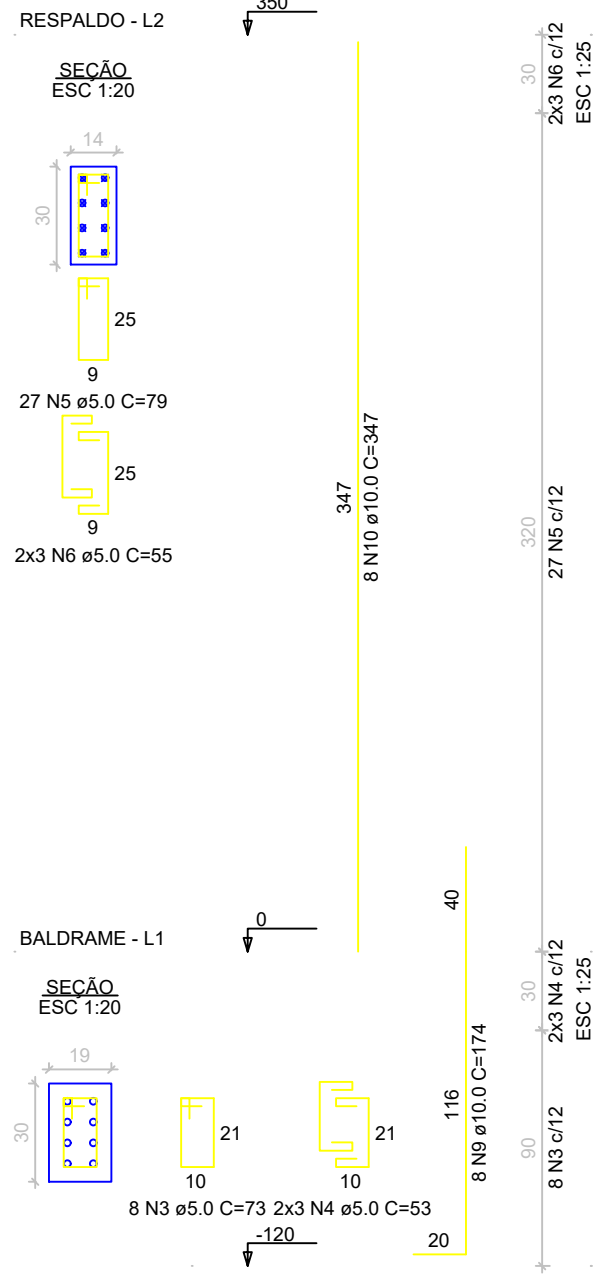 350
RESPALDO - L2
SEÇÃO
ESC 1:20
14
30
25
9
27 N5 ø5.0 C=79
25
9
2x3 N6 ø5.0 C=55
347
8 N10 ø10.0 C=347
30
2x3 N6 c/12
ESC 1:25
320
27 N5 c/12
0
BALDRAME - L1
SEÇÃO
ESC 1:20
19
30
21
10
8 N3 ø5.0 C=73
21
10
2x3 N4 ø5.0 C=53
-120
40
116
8 N9 ø10.0 C=174
20
30
2x3 N4 c/12
ESC 1:25
90
8 N3 c/12